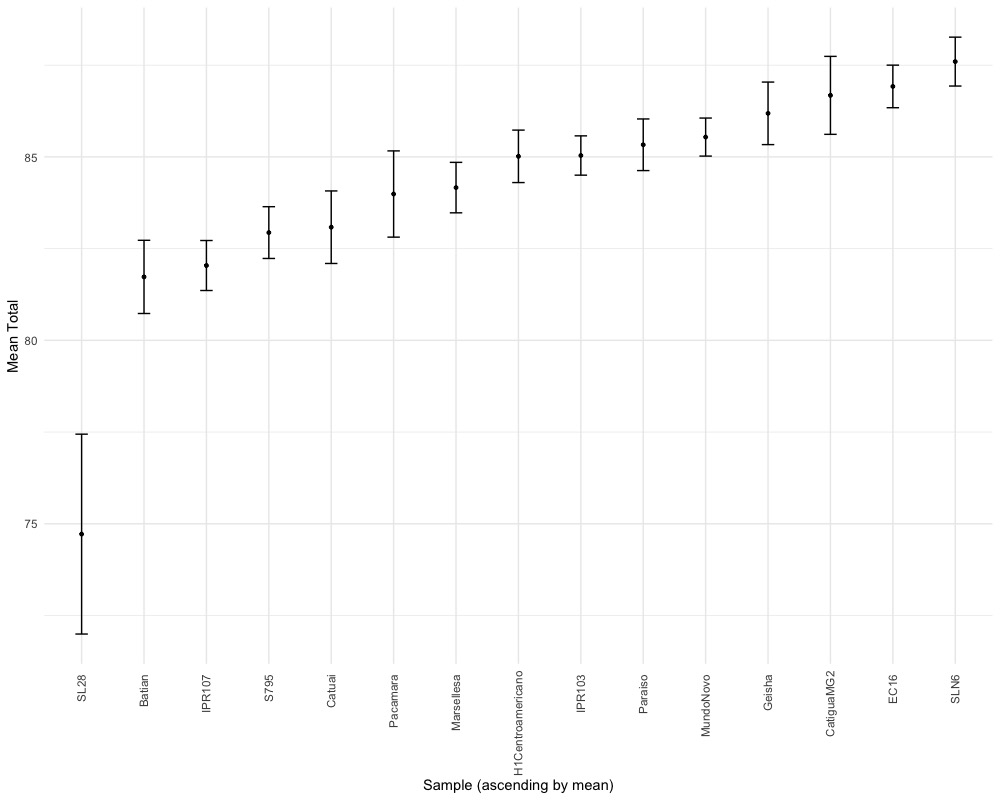 Mean Total
85
80
75
SL28
Batian
IPR107
S795
Catuai
Pacamara
Marsellesa
H1Centroamericano
IPR103
Paraiso
MundoNovo
Geisha
CatiguaMG2
EC16
SLN6
Sample (ascending by mean)